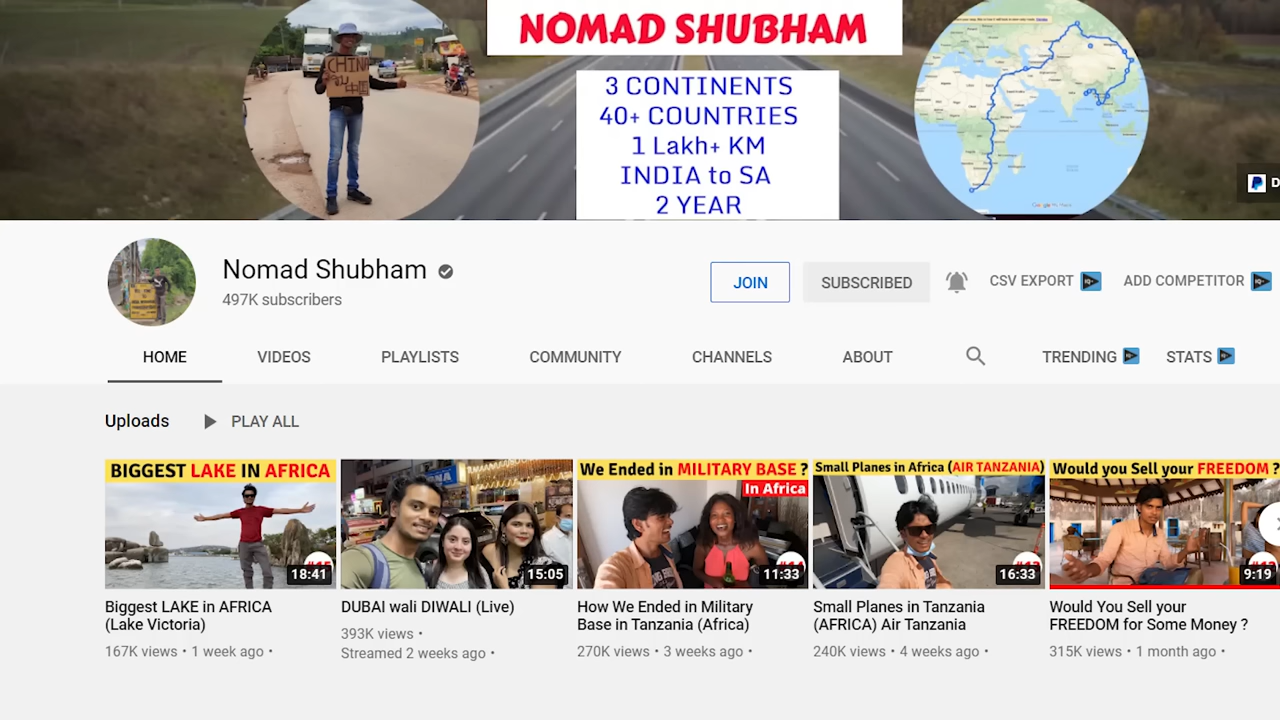 NOMAD SHUBHAM
CHINA
中国
3 CONTINENTS
40+ COUNTRIES
1 Lakh+ KM
INDIA to SA
2 YEAR
Nomad Shubham
497K subscribers
JOIN
SUBSCRIBED
CSV EXPORT
ADD COMPETITOR
HOME
VIDEOS
PLAYLISTS
COMMUNITY
CHANNELS
ABOUT
TRENDING
STATS
Uploads
PLAY ALL
BIGGEST LAKE IN AFRICA
18:41
15:05
We Ended in MILITARY BASE ?
In Africa
11:33
Small Planes in Africa (AIR TANZANIA)
16:33
Would you Sell your FREEDOM ?
9:19
Biggest LAKE in AFRICA
(Lake Victoria)
167K views • 1 week ago •
DUBAI wali DIWALI (Live)
393K views •
Streamed 2 weeks ago •
How We Ended in Military
Base in Tanzania (Africa)
270K views • 3 weeks ago •
Small Planes in Tanzania
(AFRICA) Air Tanzania
240K views • 4 weeks ago •
Would You Sell your
FREEDOM for Some Money ?
315K views • 1 month ago •